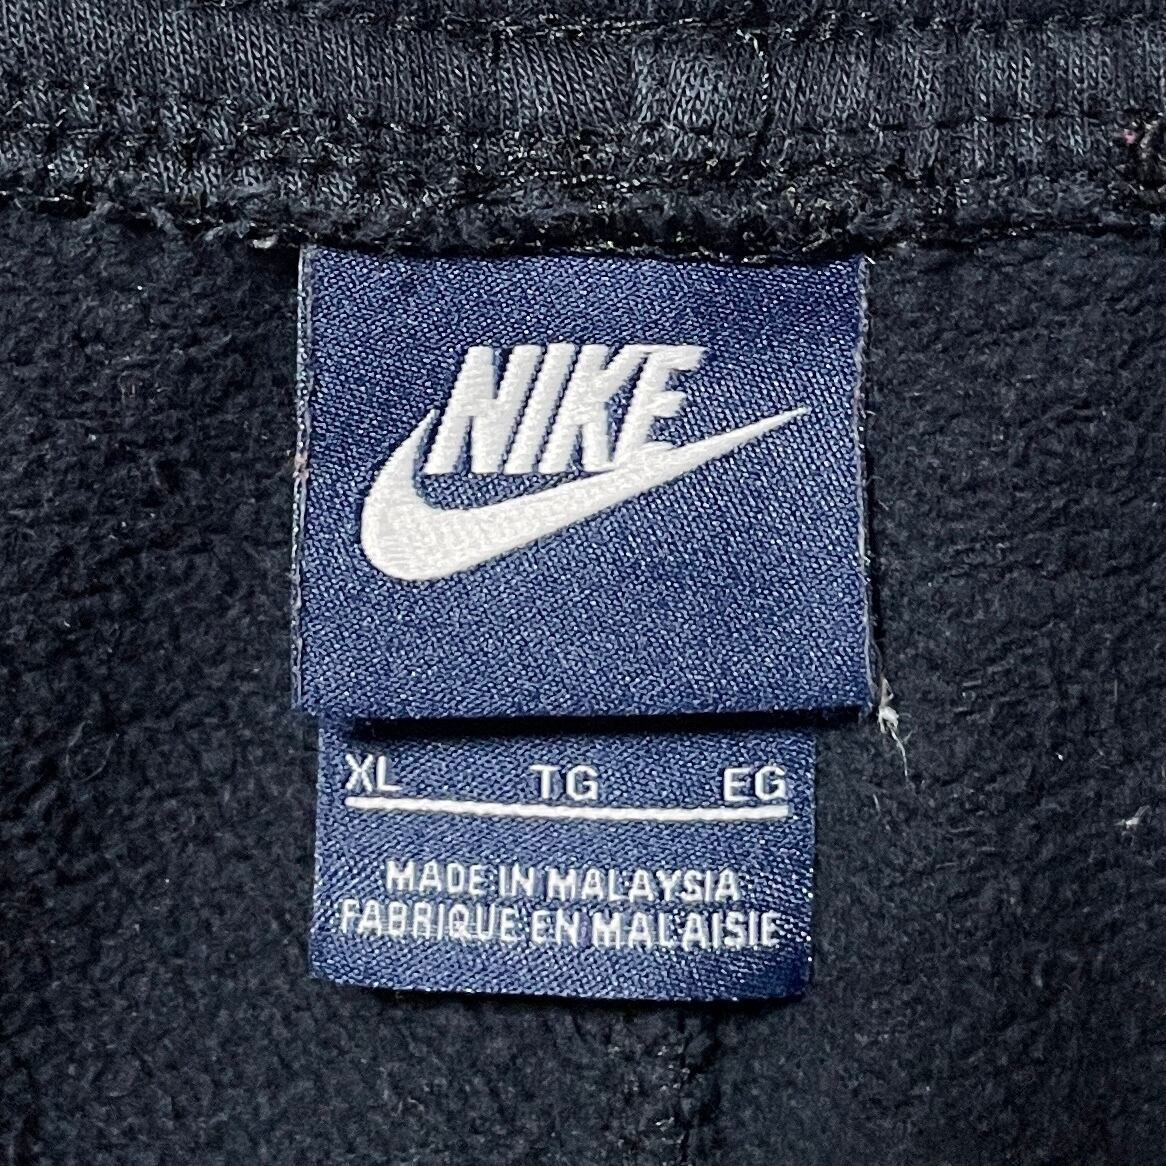 NIKE
XL TG EG
MADE IN MALAYSIA
FABRIQUE EN MALAISIE